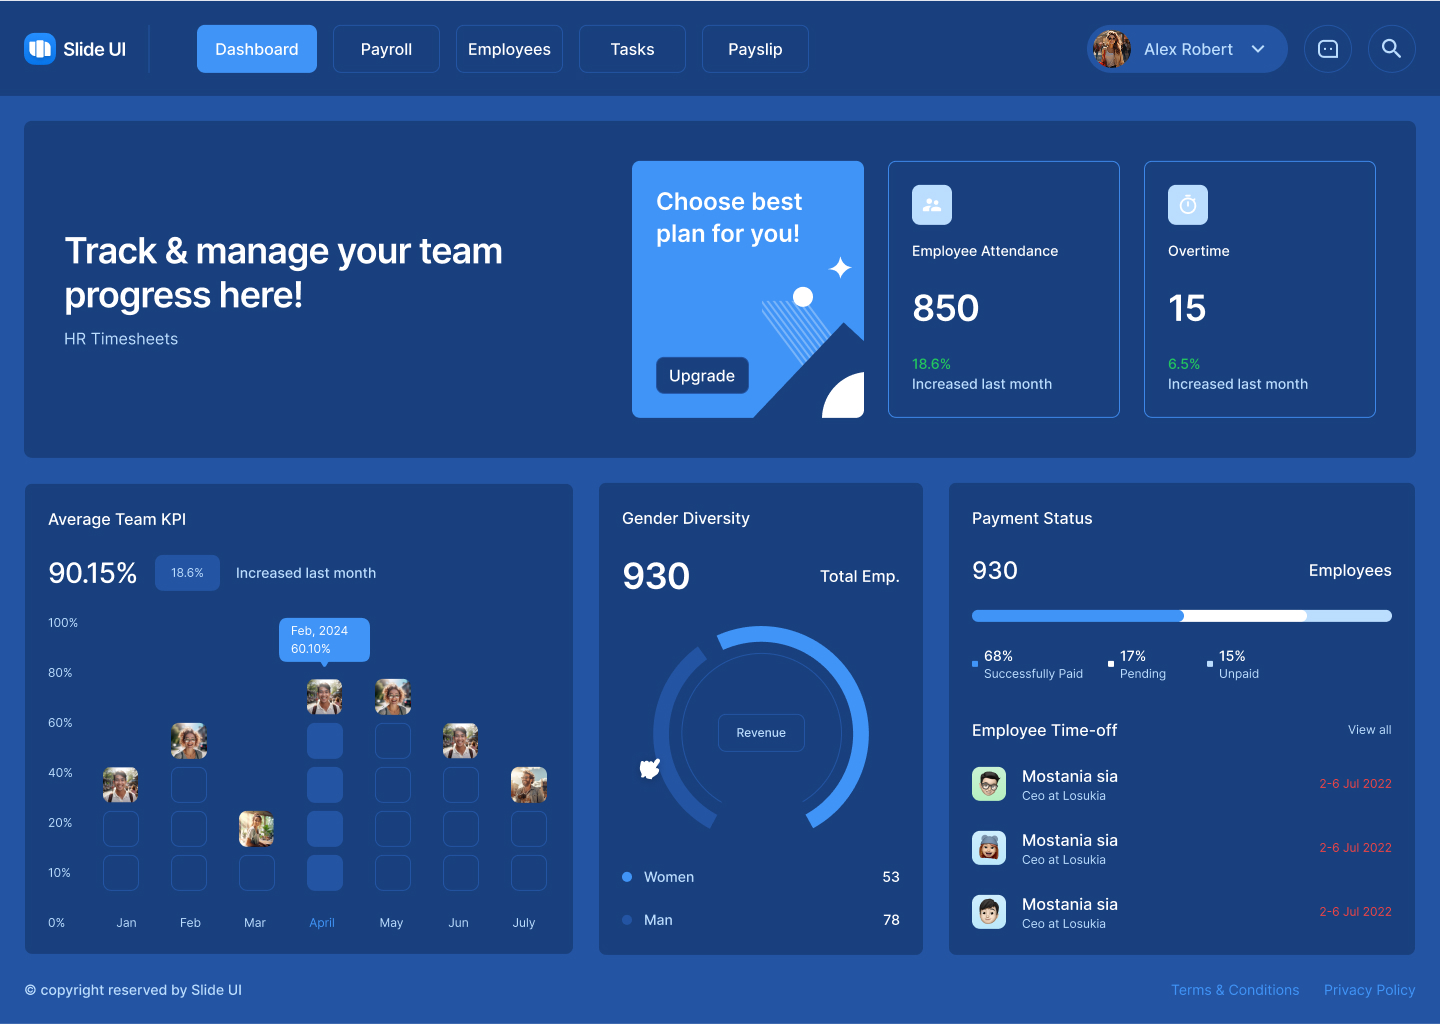 Slide UI
Dashboard
Payroll
Employees
Tasks
Payslip
Alex Robert
Track & manage your team
progress here!
HR Timesheets
Choose best
plan for you!
Upgrade
Employee Attendance
850
18.6%
Increased last month
Overtime
15
6.5%
Increased last month
Average Team KPI
90.15%
18.6%
Increased last month
100%
80%
60%
40%
20%
10%
0%
Feb, 2024
60.10%
Jan
Feb
Mar
April
May
Jun
July
Gender Diversity
930
Total Emp.
Revenue
Women
53
Man
78
Payment Status
930
Employees
68%
Successfully Paid
17%
Pending
15%
Unpaid
Employee Time-off
View all
Mostania sia
Ceo at Losukia
2-6 Jul 2022
Mostania sia
Ceo at Losukia
2-6 Jul 2022
Mostania sia
Ceo at Losukia
2-6 Jul 2022
© copyright reserved by Slide UI
Terms & Conditions
Privacy Policy